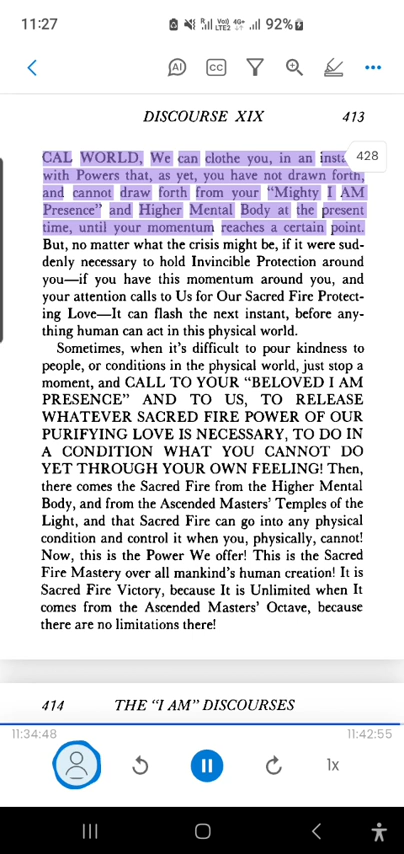 11:27
92%
AI
CC
DISCOURSE XIX 413
428
CAL WORLD, We can clothe you, in an
with Powers that, as yet, you have not drawn forth,
and cannot draw forth from your “Mighty I AM
Presence” and Higher Mental Body at the present
time, until your momentum reaches a certain point.
But, no matter what the crisis might be, if it were sud-
denly necessary to hold Invincible Protection around
you—if you have this momentum around you, and
your attention calls to Us for Our Sacred Fire Protect-
ing Love—It can flash the next instant, before any-
thing human can act in this physical world.
Sometimes, when it’s difficult to pour kindness to
people, or conditions in the physical world, just stop a
moment, and CALL TO YOUR “BELOVED I AM
PRESENCE” AND TO US, TO RELEASE
WHATEVER SACRED FIRE POWER OF OUR
PURIFYING LOVE IS NECESSARY, TO DO IN
A CONDITION WHAT YOU CANNOT DO
YET THROUGH YOUR OWN FEELING! Then,
there comes the Sacred Fire from the Higher Mental
Body, and from the Ascended Masters’ Temples of the
Light, and that Sacred Fire can go into any physical
condition and control it when you, physically, cannot!
Now, this is the Power We offer! This is the Sacred
Fire Mastery over all mankind’s human creation! It is
Sacred Fire Victory, because It is Unlimited when It
comes from the Ascended Masters’ Octave, because
there are no limitations there!
414 THE “I AM” DISCOURSES
11:34:48 11:42:55
1x